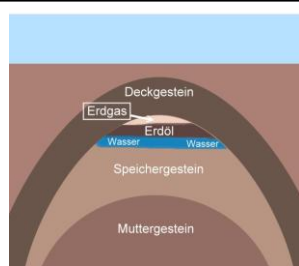 Deckgestein
Erdgas
Erdöl
Wasser Wasser
Speichergestein
Muttergestein